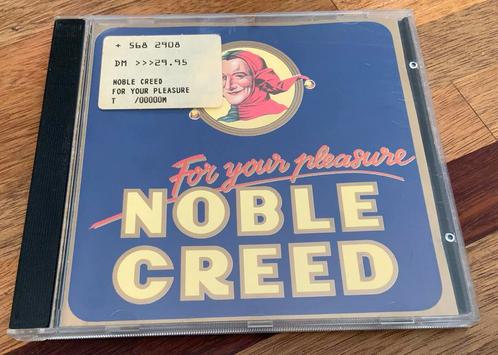 + 568 2908
DM >>>29.95
NOBLE CREED
FOR YOUR PLEASURE
T /00000M
For your pleasure
NOBLE
CREED